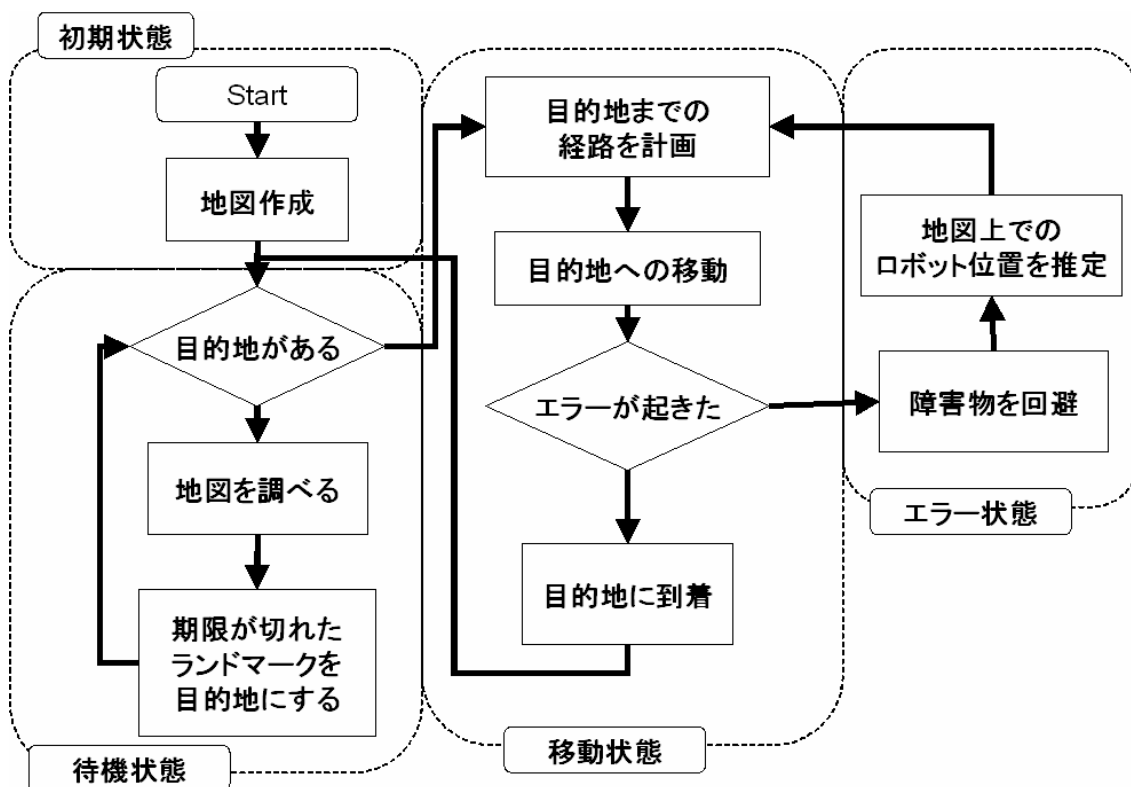 初期状態
Start
地図作成
目的地がある
地図を調べる
期限が切れた
ランドマークを
目的地にする
待機状態
目的地までの
経路を計画
目的地への移動
エラーが起きた
目的地に到着
移動状態
地図上での
ロボット位置を推定
障害物を回避
エラー状態